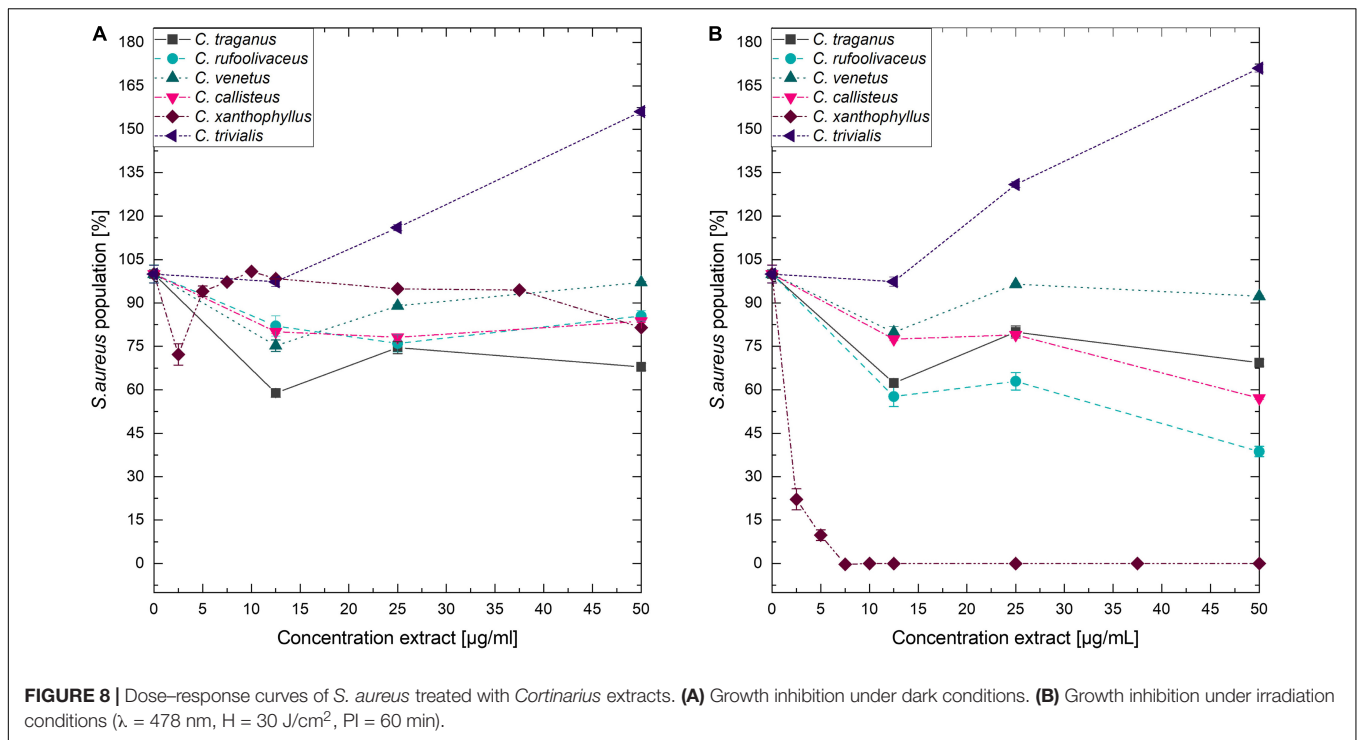 A
180
165
150
135
120
105
90
75
60
45
30
15
0
S.aureus population [%]
C. traganus
C. rufoolivaceus
C. venetus
C. callisteus
C. xanthophyllus
C. trivialis
0 5 10 15 20 25 30 35 40 45 50
Concentration extract [µg/ml]
B
180
165
150
135
120
105
90
75
60
45
30
15
0
S.aureus population [%]
C. traganus
C. rufoolivaceus
C. venetus
C. callisteus
C. xanthophyllus
C. trivialis
0 5 10 15 20 25 30 35 40 45 50
Concentration extract [µg/mL]
FIGURE 8 | Dose–response curves of S. aureus treated with Cortinarius extracts. (A) Growth inhibition under dark conditions. (B) Growth inhibition under irradiation
conditions (λ = 478 nm, H = 30 J/cm², PI = 60 min).